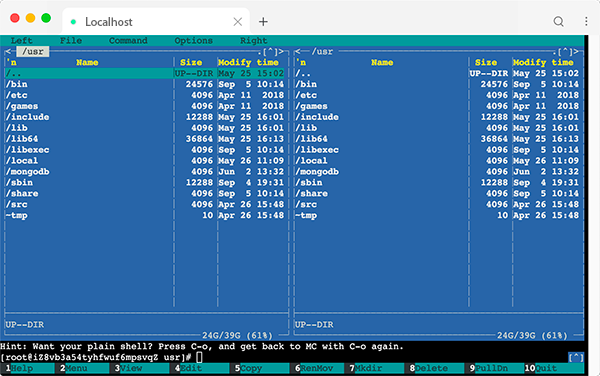 Localhost
Left File Command Options Right
<─ /usr .[^]> <─ /usr .[^]>
'n Name Size Modify time 'n Name Size Modify time
/.. UP--DIR May 25 15:02 /.. UP--DIR May 25 15:02
/bin 24576 Sep 5 10:14 /bin 24576 Sep 5 10:14
/etc 4096 Apr 11 2018 /etc 4096 Apr 11 2018
/games 4096 Apr 11 2018 /games 4096 Apr 11 2018
/include 12288 May 25 16:01 /include 12288 May 25 16:01
/lib 4096 May 25 16:01 /lib 4096 May 25 16:01
/lib64 36864 May 25 16:13 /lib64 36864 May 25 16:13
/libexec 4096 Sep 5 10:14 /libexec 4096 Sep 5 10:14
/local 4096 May 26 11:09 /local 4096 May 26 11:09
/mongodb 4096 Jun 2 13:32 /mongodb 4096 Jun 2 13:32
/sbin 12288 Sep 4 19:31 /sbin 12288 Sep 4 19:31
/share 4096 Sep 5 10:14 /share 4096 Sep 5 10:14
/src 4096 Apr 26 15:48 /src 4096 Apr 26 15:48
~tmp 10 Apr 26 15:48 ~tmp 10 Apr 26 15:48
UP--DIR UP--DIR
24G/39G (61%) 24G/39G (61%)
Hint: Want your plain shell? Press C-o, and get back to MC with C-o again.
[root@iZ8vb3a54tyhfwuf6mpsvqZ usr]# [^]
1Help 2Menu 3View 4Edit 5Copy 6RenMov 7Mkdir 8Delete 9PullDn 10Quit